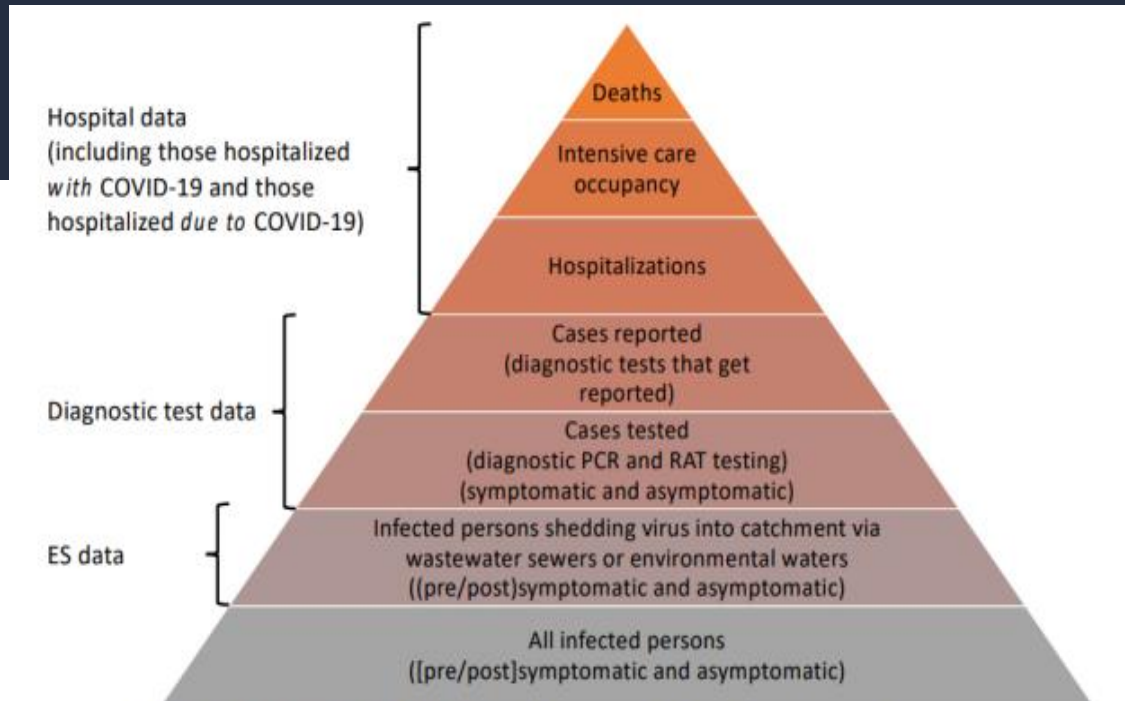 Deaths
Intensive care
occupancy
Hospitalizations
Cases reported
(diagnostic tests that get
reported)
Cases tested
(diagnostic PCR and RAT testing)
(symptomatic and asymptomatic)
Infected persons shedding virus into catchment via
wastewater sewers or environmental waters
((pre/post)symptomatic and asymptomatic)
All infected persons
([pre/post]symptomatic and asymptomatic)
Hospital data
(including those hospitalized
with COVID-19 and those
hospitalized due to COVID-19)
Diagnostic test data
ES data